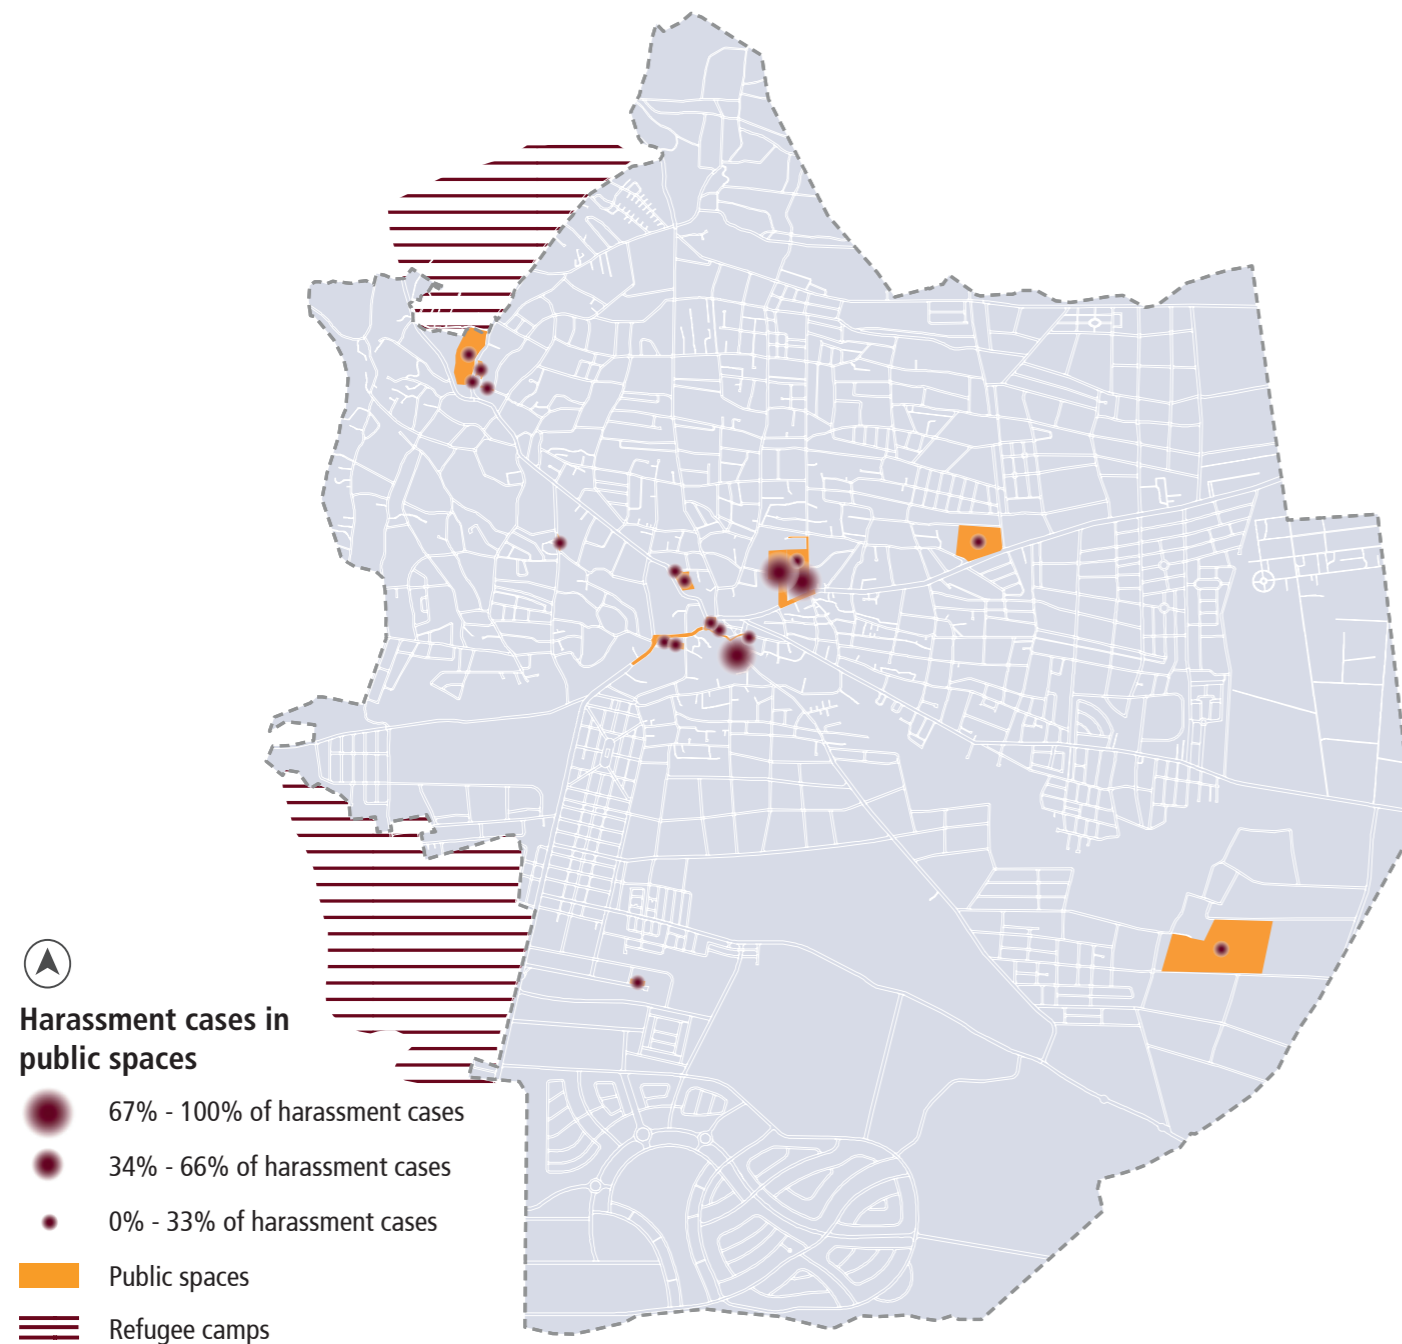 Harassment cases in
public spaces
67% - 100% of harassment cases
34% - 66% of harassment cases
0% - 33% of harassment cases
Public spaces
Refugee camps